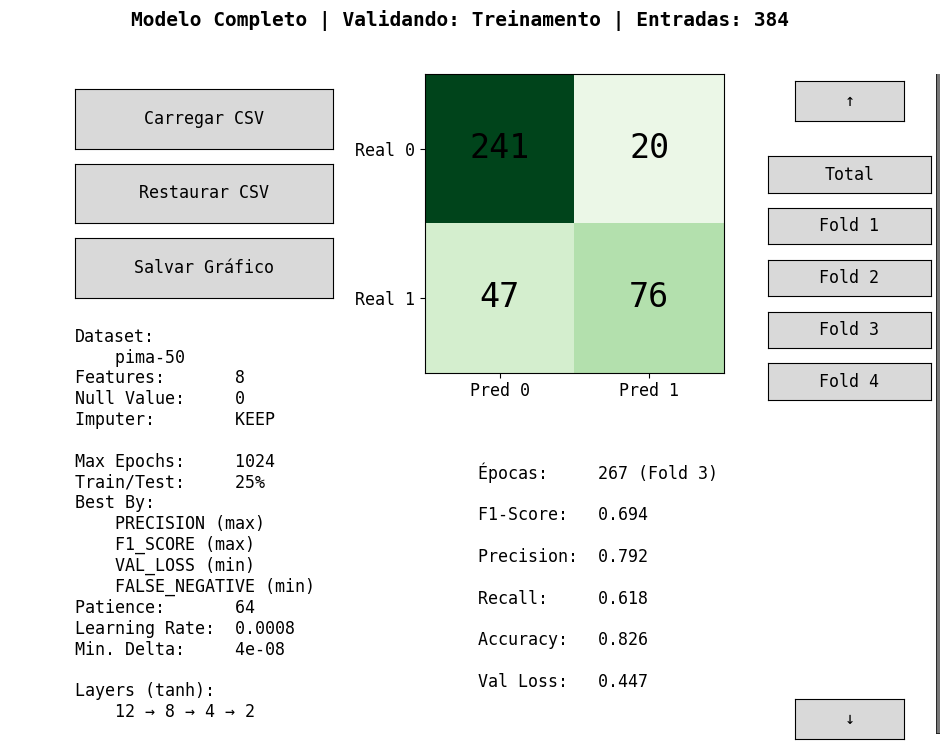 Modelo Completo | Validando: Treinamento | Entradas: 384
Carregar CSV
Restaurar CSV
Salvar Gráfico
Dataset:
pima-50
Features: 8
Null Value: 0
Imputer: KEEP
Max Epochs: 1024
Train/Test: 25%
Best By:
PRECISION (max)
F1_SCORE (max)
VAL_LOSS (min)
FALSE_NEGATIVE (min)
Patience: 64
Learning Rate: 0.0008
Min. Delta: 4e-08
Layers (tanh):
12 → 8 → 4 → 2
Real 0 241 20
Real 1 47 76
Pred 0 Pred 1
Épocas: 267 (Fold 3)
F1-Score: 0.694
Precision: 0.792
Recall: 0.618
Accuracy: 0.826
Val Loss: 0.447
↑
Total
Fold 1
Fold 2
Fold 3
Fold 4
↓